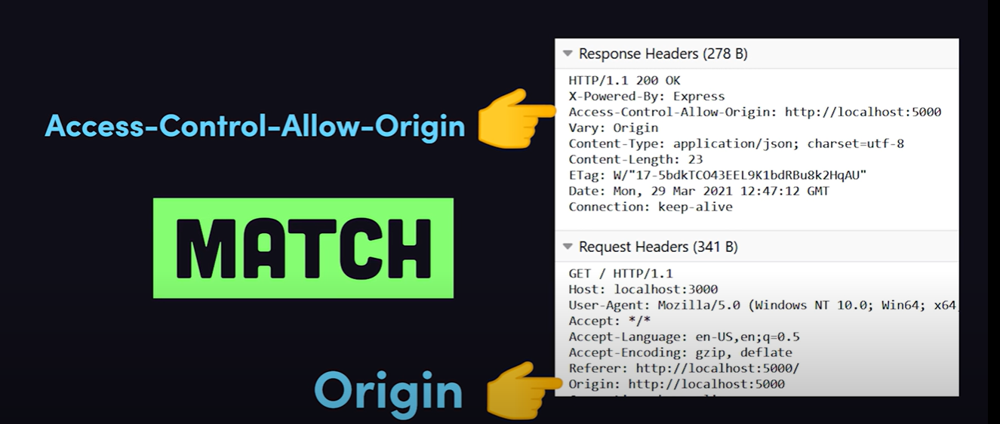 Access-Control-Allow-Origin
MATCH
Origin
Response Headers (278 B)
HTTP/1.1 200 OK
X-Powered-By: Express
Access-Control-Allow-Origin: http://localhost:5000
Vary: Origin
Content-Type: application/json; charset=utf-8
Content-Length: 23
ETag: W/"17-5bdkTCO43EEL9K1bdRBu8k2HqAU"
Date: Mon, 29 Mar 2021 12:47:12 GMT
Connection: keep-alive
Request Headers (341 B)
GET / HTTP/1.1
Host: localhost:3000
User-Agent: Mozilla/5.0 (Windows NT 10.0; Win64; x64
Accept: */*
Accept-Language: en-US,en;q=0.5
Accept-Encoding: gzip, deflate
Referer: http://localhost:5000/
Origin: http://localhost:5000